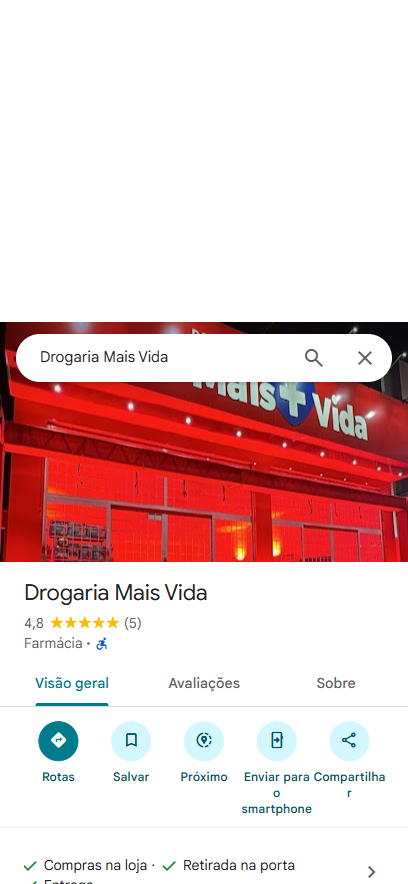 Drogaria Mais Vida
Mais Vida
Drogaria Mais Vida
4,8 (5)
Farmácia ·
Visão geral Avaliações Sobre
Rotas Salvar Próximo Enviar para o smartphone Compartilhar
Compras na loja · Retirada na porta
Entrega